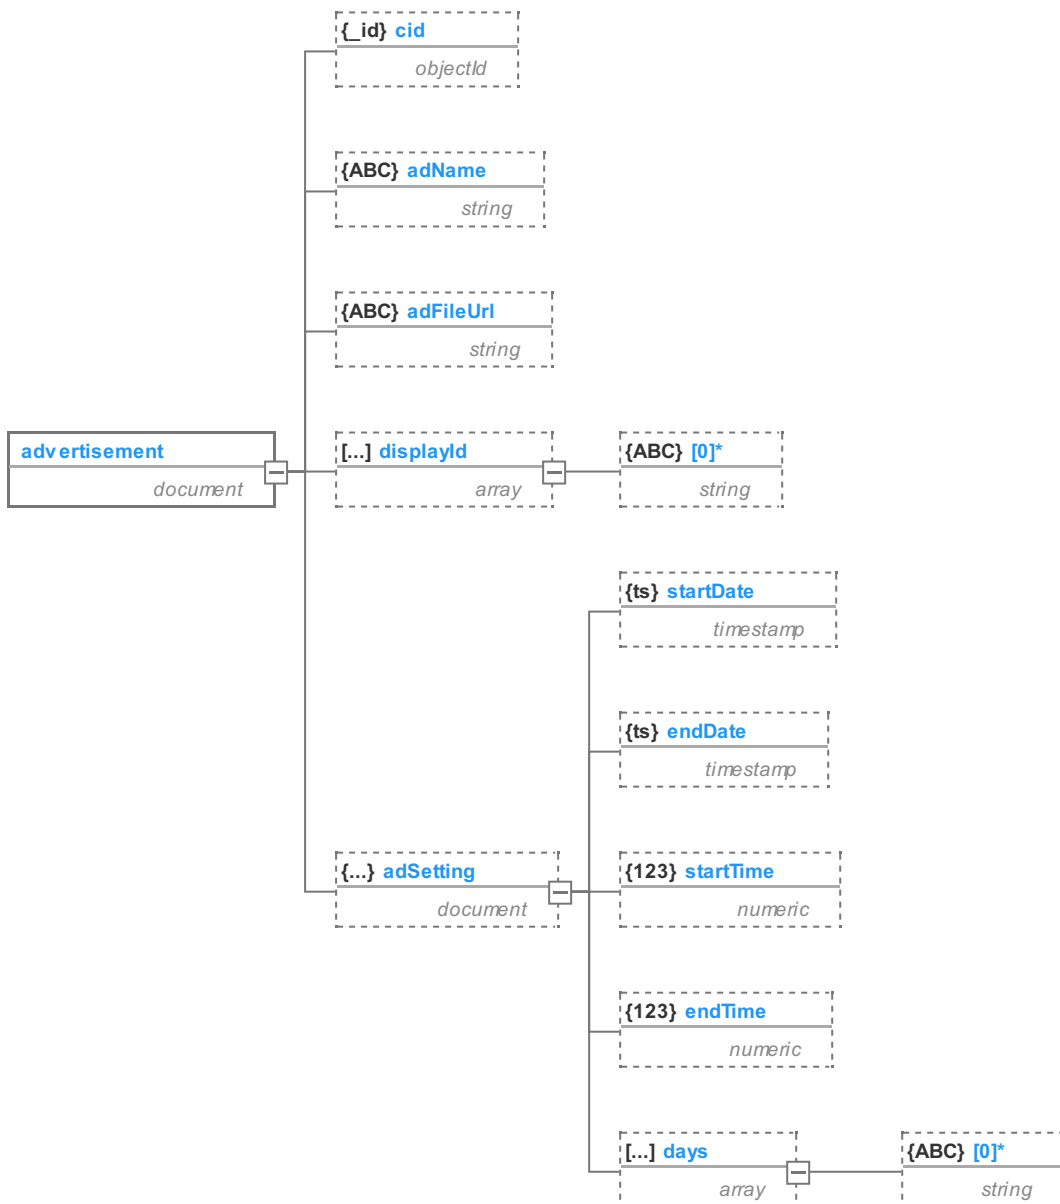 {_id} cid
objectId
{ABC} adName
string
{ABC} adFileUrl
string
advertisement
document
[...] displayId
array
{ABC} [0]*
string
{ts} startDate
timestamp
{ts} endDate
timestamp
{...} adSetting
document
{123} startTime
numeric
{123} endTime
numeric
[...] days
array
{ABC} [0]*
string